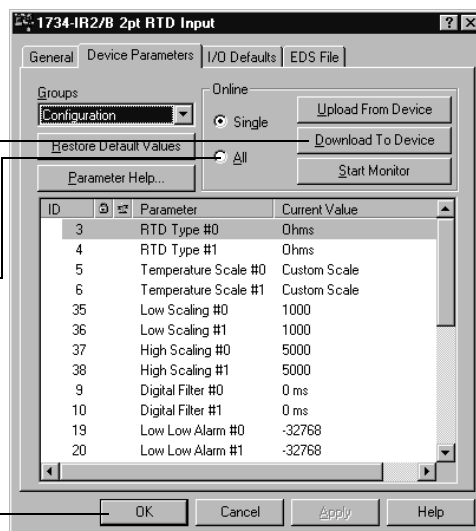 1734-IR2/B 2pt RTD Input
General Device Parameters I/O Defaults EDS File
Groups
Configuration
Restore Default Values
Parameter Help...
Online
Single
All
Upload From Device
Download To Device
Start Monitor
ID Parameter Current Value
3 RTD Type #0 Ohms
4 RTD Type #1 Ohms
5 Temperature Scale #0 Custom Scale
6 Temperature Scale #1 Custom Scale
35 Low Scaling #0 1000
36 Low Scaling #1 1000
37 High Scaling #0 5000
38 High Scaling #1 5000
9 Digital Filter #0 0 ms
10 Digital Filter #1 0 ms
19 Low Low Alarm #0 -32768
20 Low Low Alarm #1 -32768
OK Cancel Apply Help